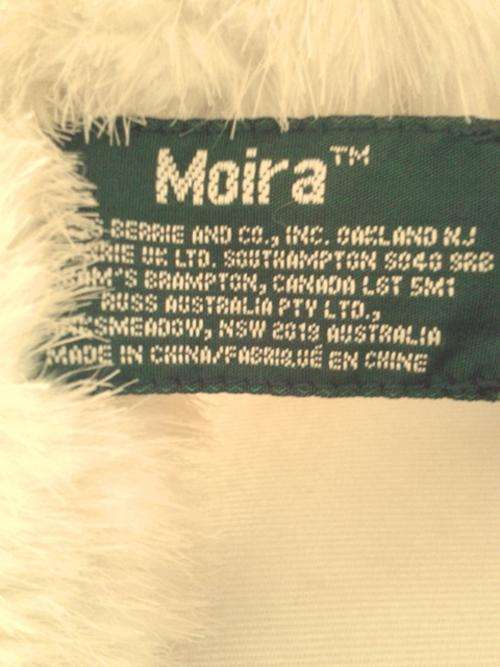 Moira™
BERRIE AND CO., INC. OAKLAND NJ
UK LTD. SOUTHAMPTON SO40 9RB
BRAMPTON, CANADA L6T 5M1
RUSS AUSTRALIA PTY LTD.,
NSW 2019 AUSTRALIA
MADE IN CHINA/FABRIQUÉ EN CHINE